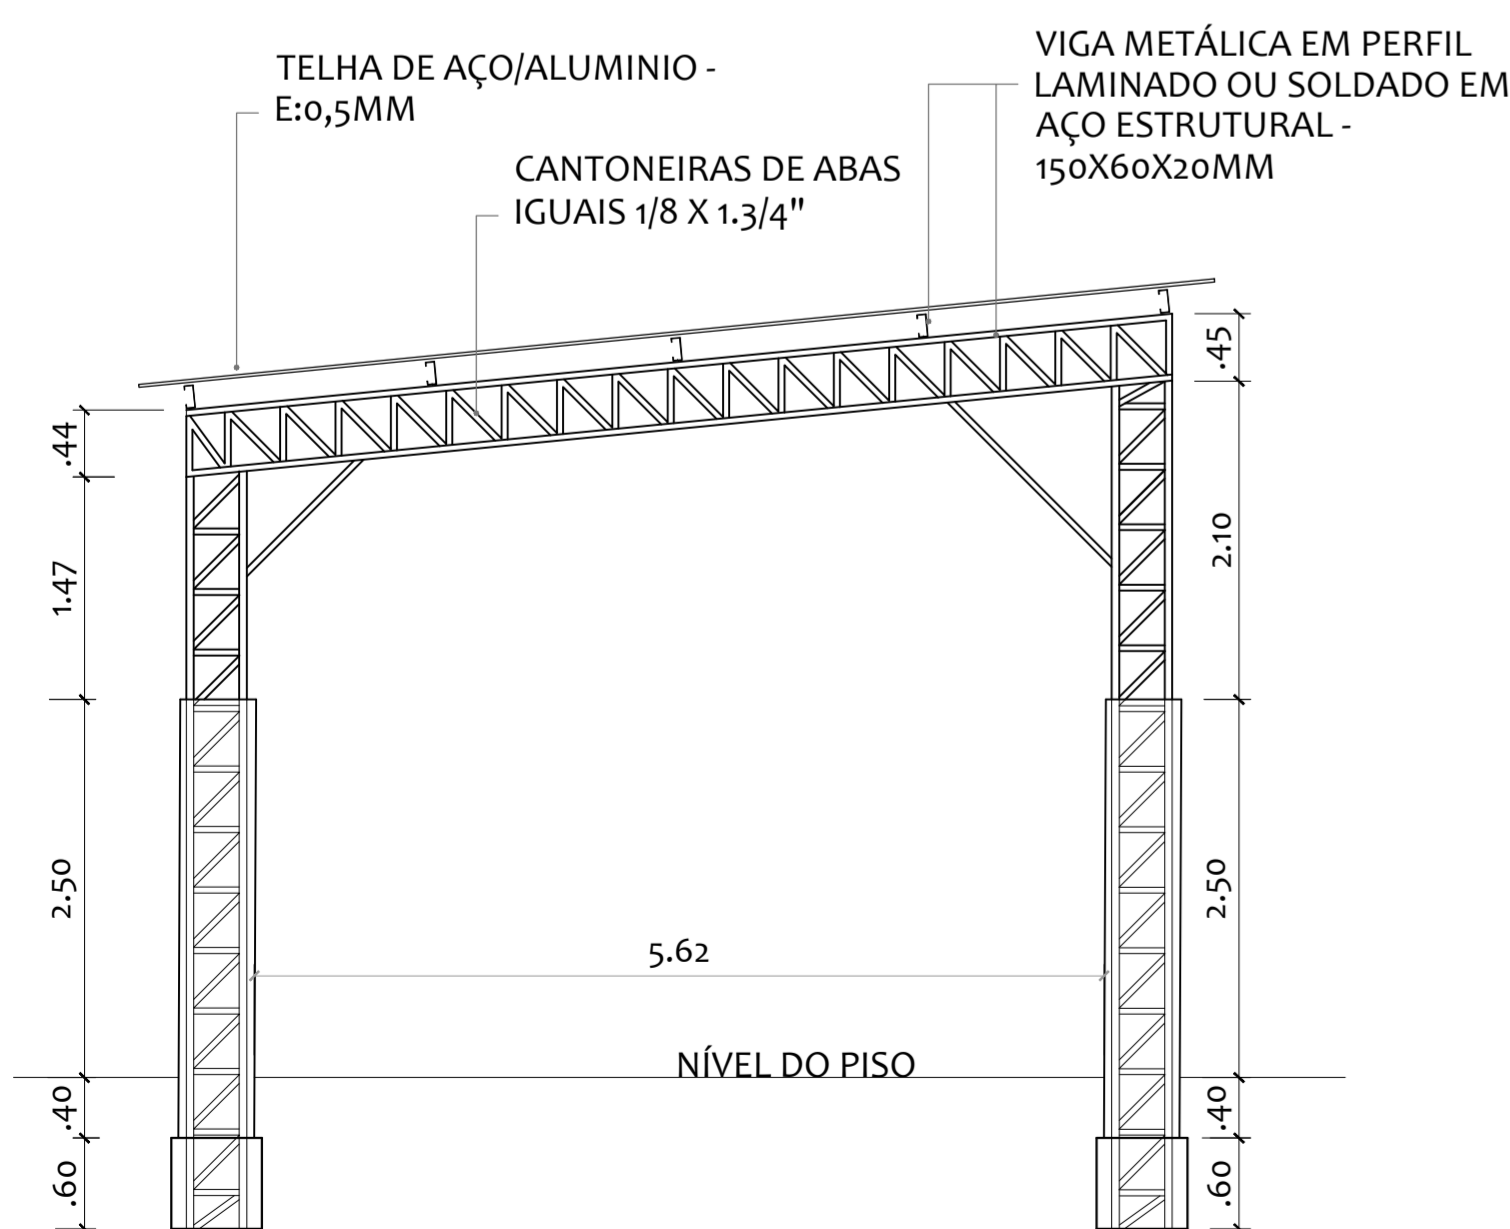 TELHA DE AÇO/ALUMINIO -
E:0,5MM
VIGA METÁLICA EM PERFIL
LAMINADO OU SOLDADO EM
AÇO ESTRUTURAL -
150X60X20MM
CANTONEIRAS DE ABAS
IGUAIS 1/8 X 1.3/4"
.45
.44
2.10
1.47
2.50
2.50
5.62
NÍVEL DO PISO
.40
.40
.60
.60